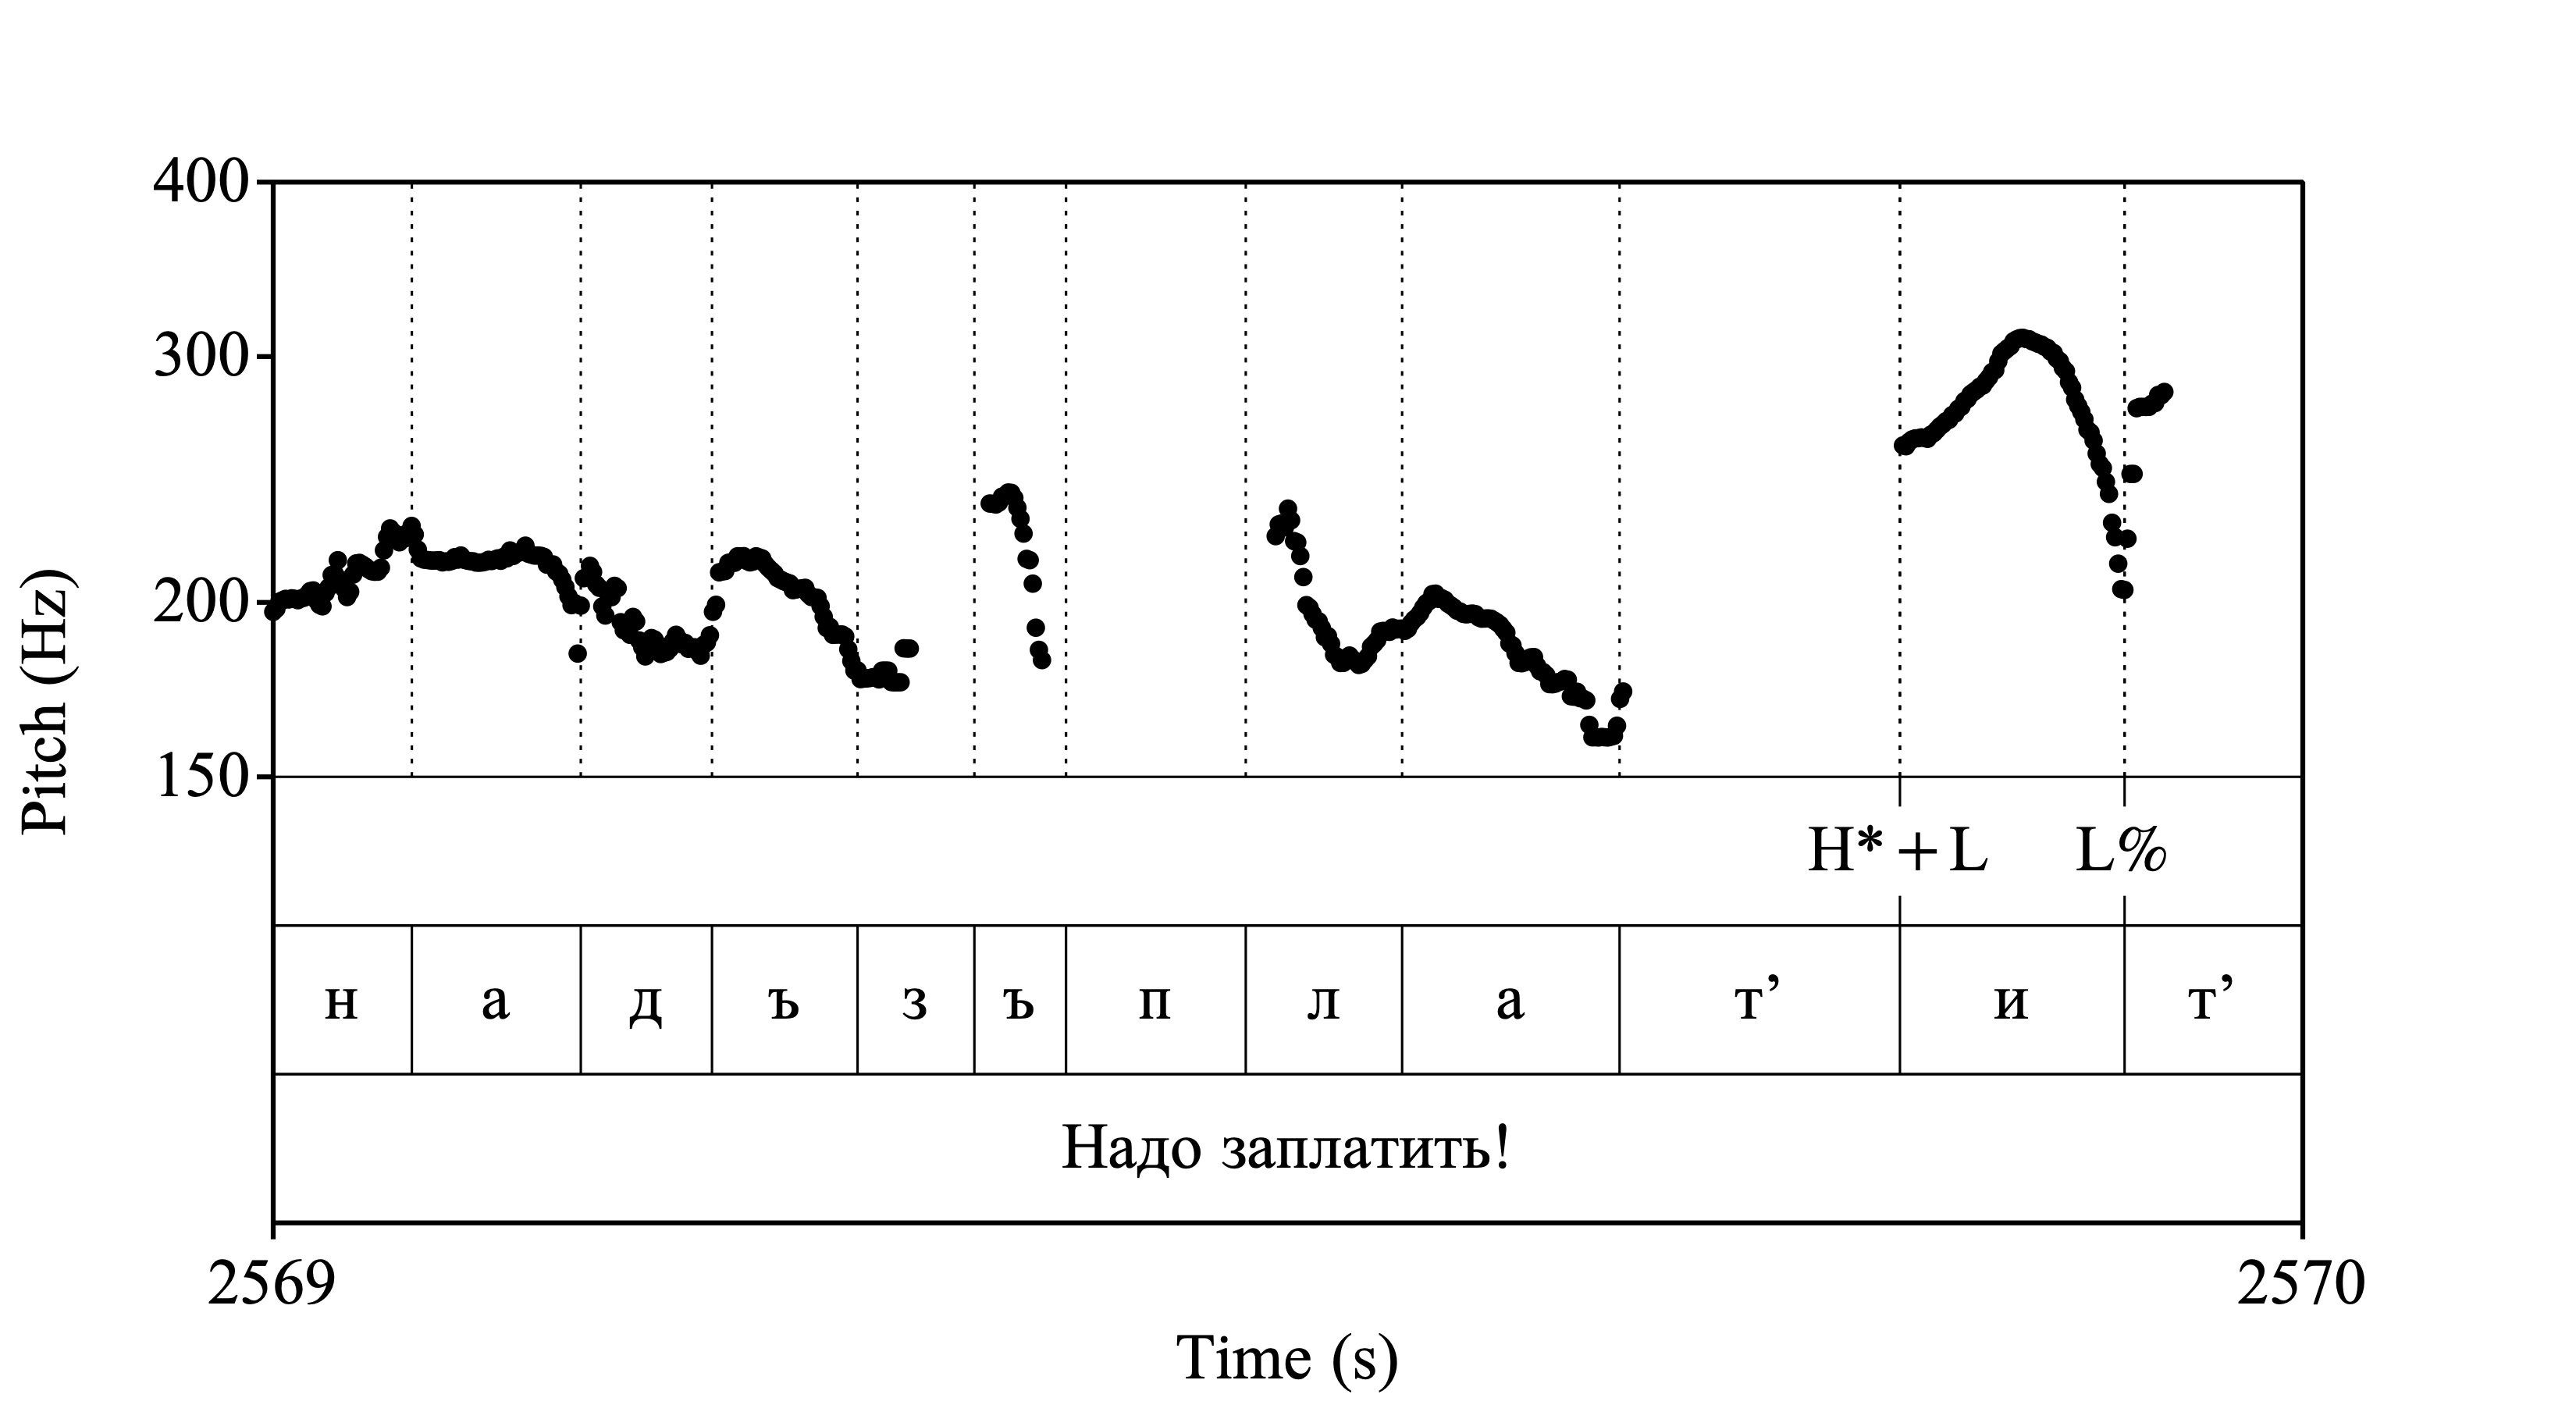 400
300
200
150
Pitch (Hz)
H*+L L%
н а д ъ з ъ п л а т’ и т’
Надо заплатить!
2569 2570
Time (s)